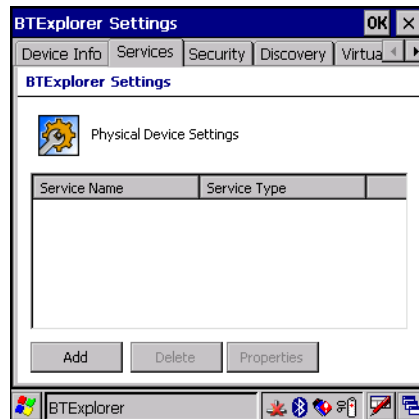 BTExplorer Settings OK
Device Info Services Security Discovery Virtua
BTExplorer Settings
Physical Device Settings
Service Name Service Type
Add Delete Properties
BTExplorer